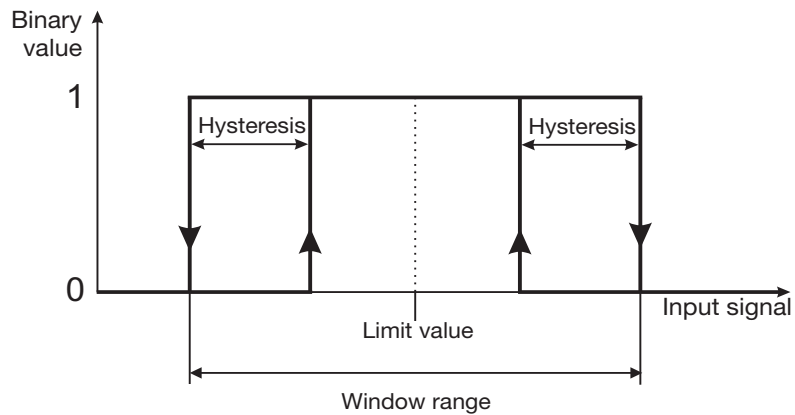 Binary
value
1
Hysteresis
Hysteresis
0
Input signal
Limit value
Window range